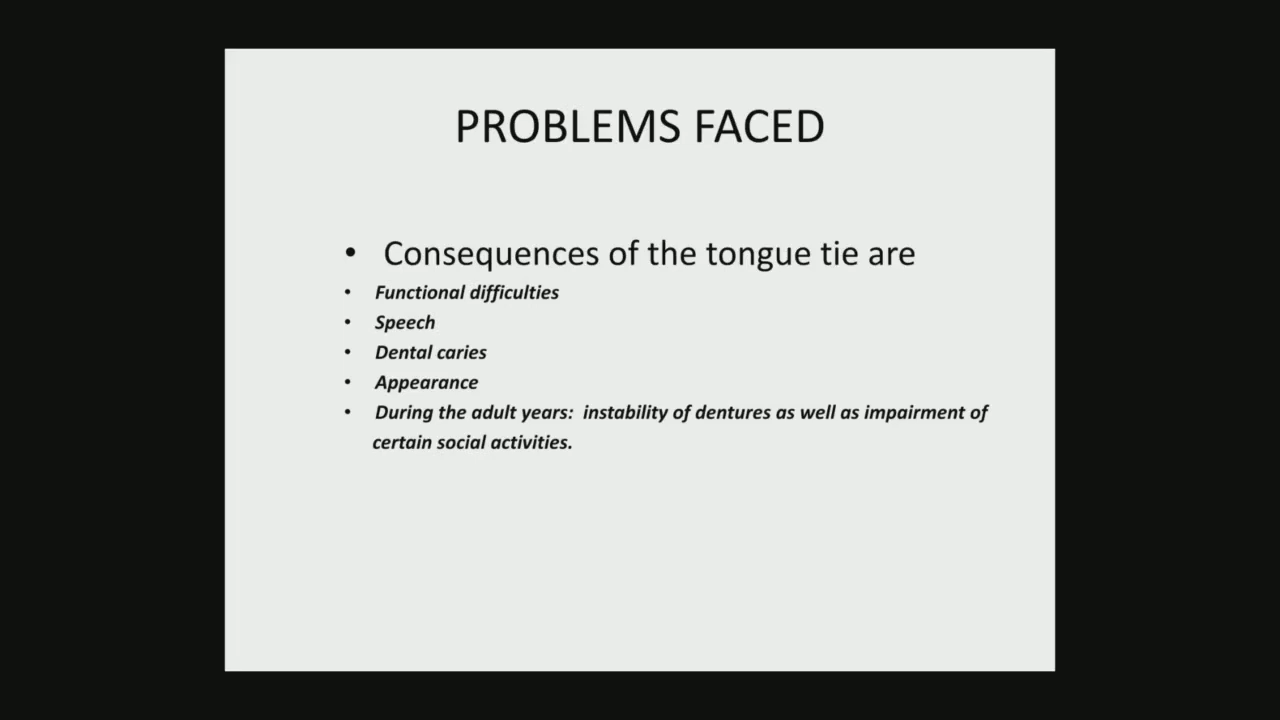 PROBLEMS FACED
• Consequences of the tongue tie are
• Functional difficulties
• Speech
• Dental caries
• Appearance
• During the adult years:  instability of dentures as well as impairment of
certain social activities.